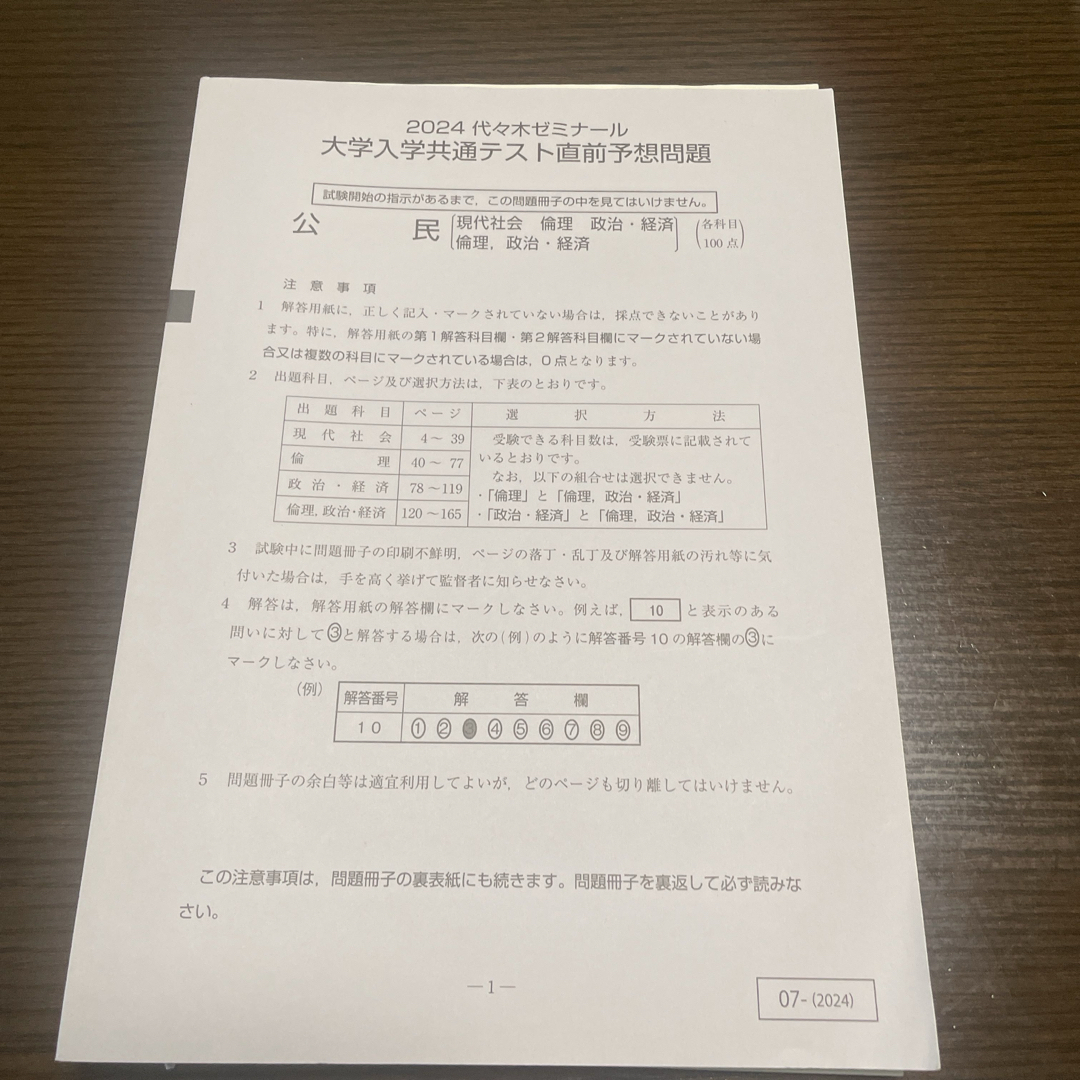 2024 代々木ゼミナール
大学入学共通テスト直前予想問題
試験開始の指示があるまで，この問題冊子の中を見てはいけません。
公　民 〔現代社会　倫理　政治・経済 倫理，政治・経済〕 (各科目 100点)
注意事項
1　解答用紙に，正しく記入・マークされていない場合は，採点できないことがあり
ます。特に，解答用紙の第1解答科目欄・第2解答科目欄にマークされていない場
合又は複数の科目にマークされている場合は，0点となります。
2　出題科目，ページ及び選択方法は，下表のとおりです。
出題科目　ページ　選択方法
現代社会　4～39　受験できる科目数は，受験票に記載されて
いるとおりです。
倫理　40～77
なお，以下の組合せは選択できません。
政治・経済　78～119　・「倫理」と「倫理，政治・経済」
倫理，政治・経済　120～165　・「政治・経済」と「倫理，政治・経済」
3　試験中に問題冊子の印刷不鮮明，ページの落丁・乱丁及び解答用紙の汚れ等に気
付いた場合は，手を高く挙げて監督者に知らせなさい。
4　解答は，解答用紙の解答欄にマークしなさい。例えば， 10 と表示のある
問いに対して③と解答する場合は，次の(例)のように解答番号10の解答欄の③に
マークしなさい。
(例)　解答番号　解答欄
10　① ② ③ ④ ⑤ ⑥ ⑦ ⑧ ⑨
5　問題冊子の余白等は適宜利用してよいが，どのページも切り離してはいけません。
この注意事項は，問題冊子の裏表紙にも続きます。問題冊子を裏返して必ず読みな
さい。
—1—
07-(2024)